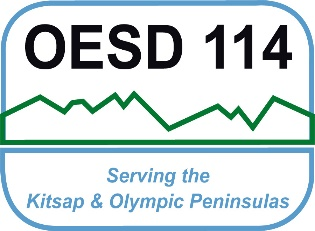 OESD 114
Serving the
Kitsap & Olympic Peninsulas